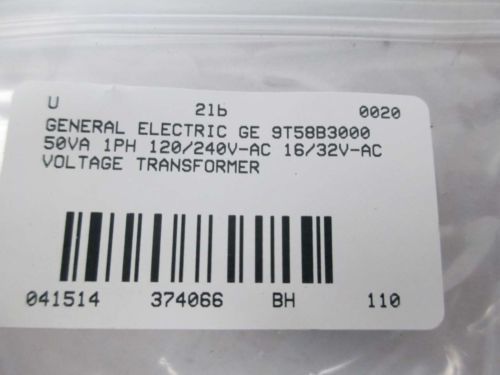 U 21b 0020
GENERAL ELECTRIC GE 9T58B3000
50VA 1PH 120/240V-AC 16/32V-AC
VOLTAGE TRANSFORMER
041514 374066 BH 110